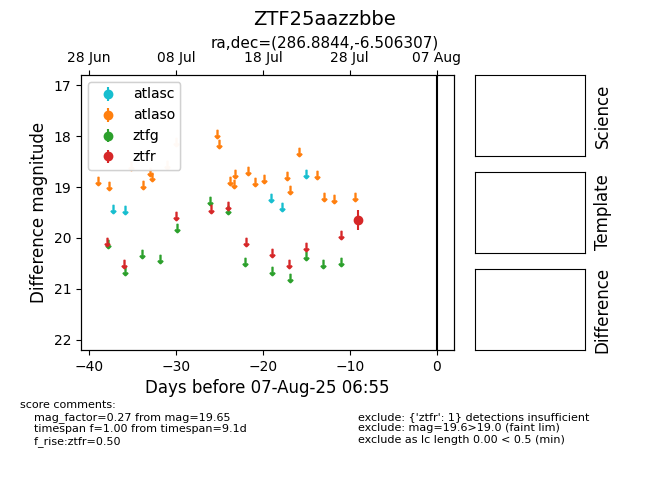 ZTF25aazzbbe
ra,dec=(286.8844,-6.506307)
28 Jun 08 Jul 18 Jul 28 Jul 07 Aug
17
18
19
20
21
22
Difference magnitude
atlasc
atlaso
ztfg
ztfr
−40 −30 −20 −10 0
Days before 07-Aug-25 06:55
Science
Template
Difference
score comments:
mag_factor=0.27 from mag=19.65
timespan f=1.00 from timespan=9.1d
f_rise:ztfr=0.50
exclude: {'ztfr': 1} detections insufficient
exclude: mag=19.6>19.0 (faint lim)
exclude as lc length 0.00 < 0.5 (min)